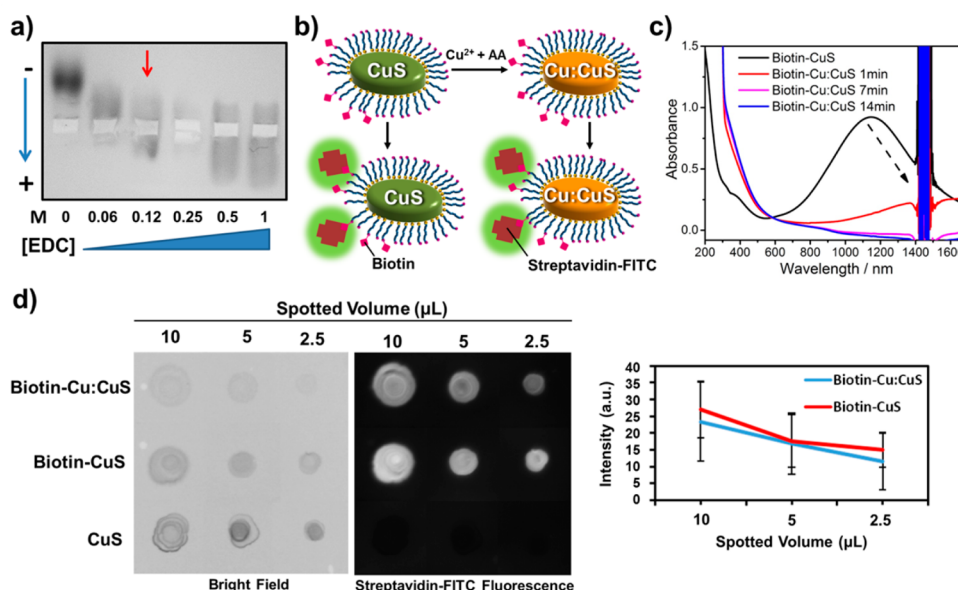 a)
-
+
M 0 0.06 0.12 0.25 0.5 1
[EDC]
b)
CuS
Cu²⁺ + AA
Cu:CuS
CuS
Cu:CuS
Biotin
Streptavidin-FITC
c)
Absorbance
1.5
1.0
0.5
0.0
Biotin-CuS
Biotin-Cu:CuS 1min
Biotin-Cu:CuS 7min
Biotin-Cu:CuS 14min
200 400 600 800 1000 1200 1400 1600
Wavelength / nm
d)
Spotted Volume (µL)
10 5 2.5 10 5 2.5
Biotin-Cu:CuS
Biotin-CuS
CuS
Bright Field
Streptavidin-FITC Fluorescence
Intensity (a.u.)
40
35
30
25
20
15
10
5
0
Biotin-Cu:CuS
Biotin-CuS
10 5 2.5
Spotted Volume (µL)